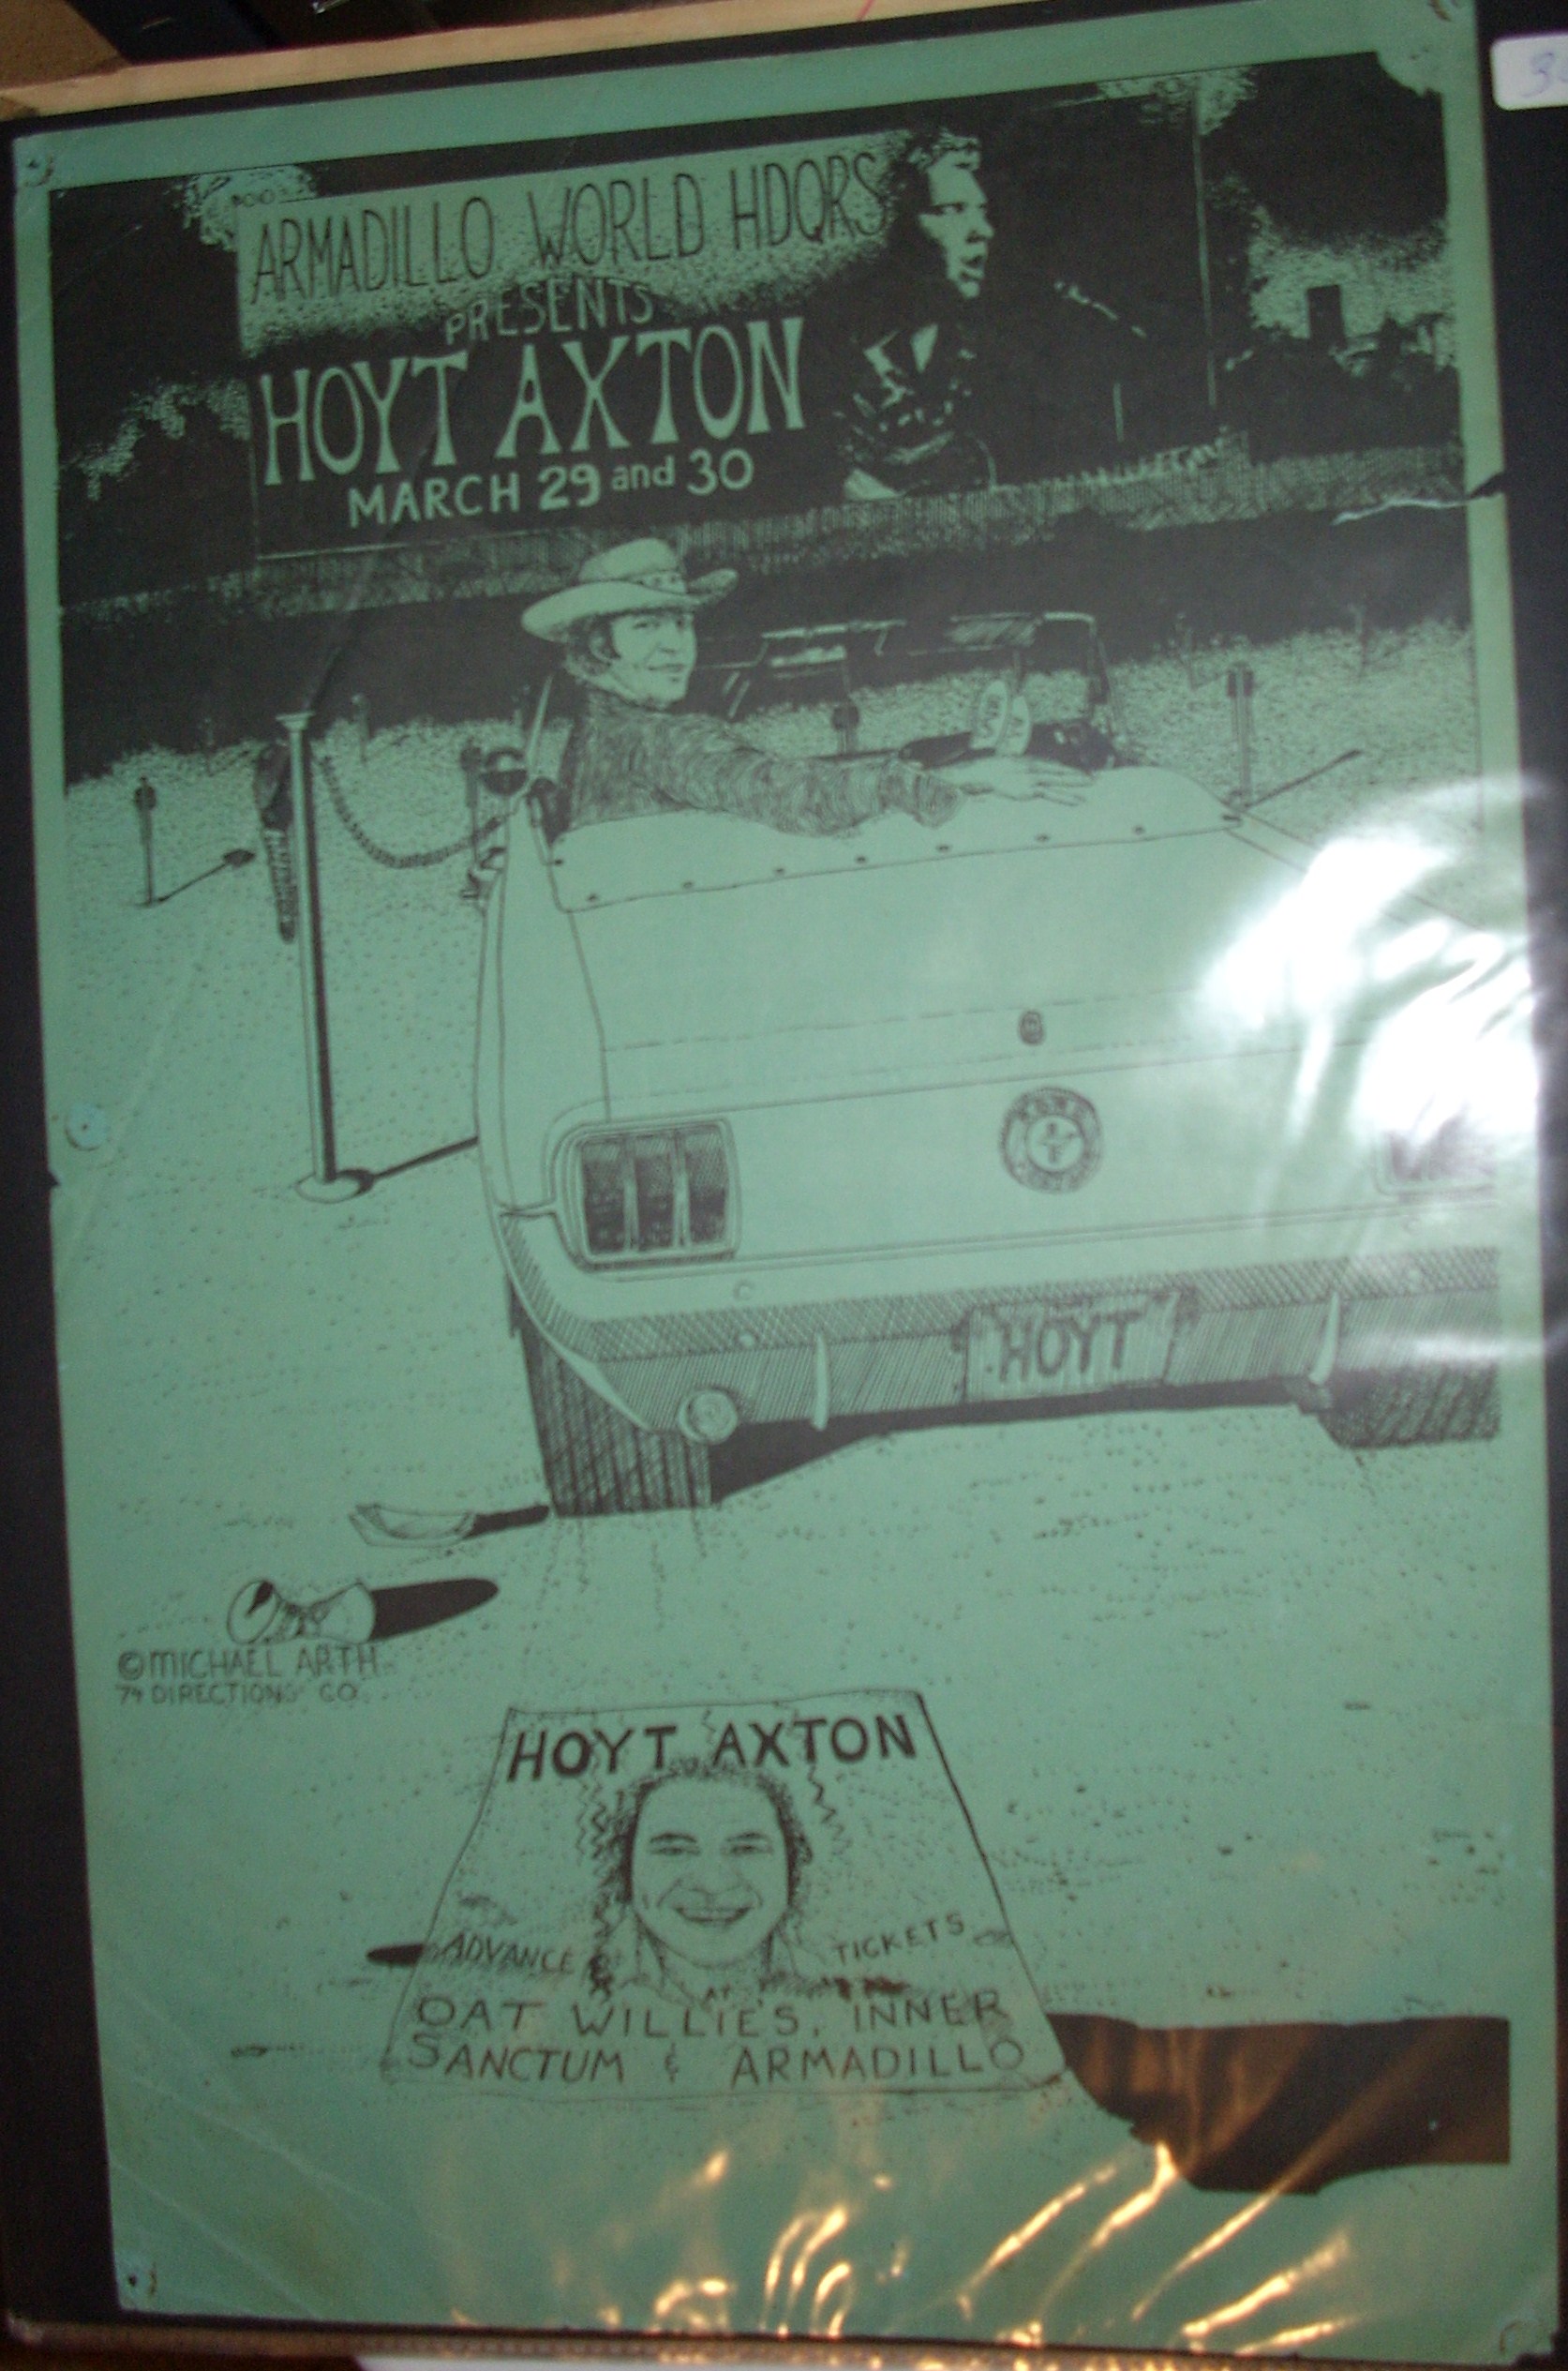 ARMADILLO WORLD HDQRS
PRESENTS
HOYT AXTON
MARCH 29 and 30
HOYT
©MICHAEL ARTH
74 DIRECTIONS CO.
HOYT AXTON
ADVANCE TICKETS
AT
OAT WILLIE'S, INNER
SANCTUM & ARMADILLO